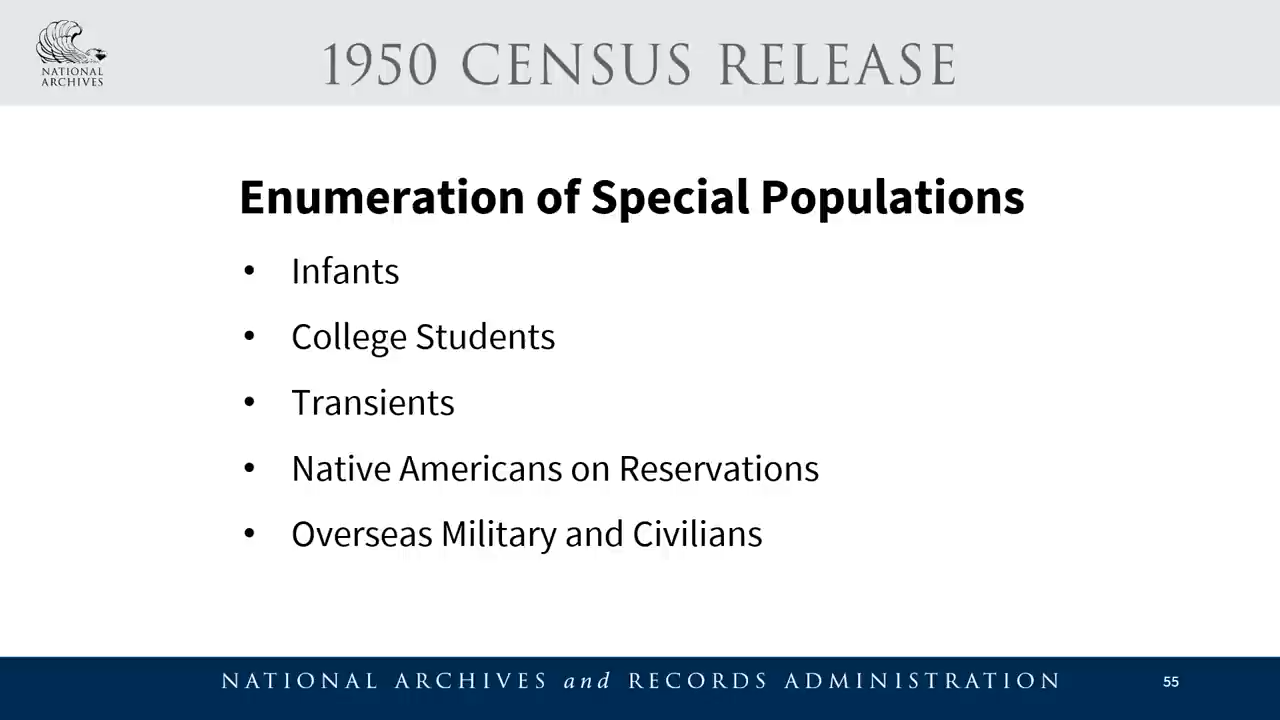 NATIONAL
ARCHIVES
1950 CENSUS RELEASE
Enumeration of Special Populations
• Infants
• College Students
• Transients
• Native Americans on Reservations
• Overseas Military and Civilians
NATIONAL ARCHIVES and RECORDS ADMINISTRATION
55